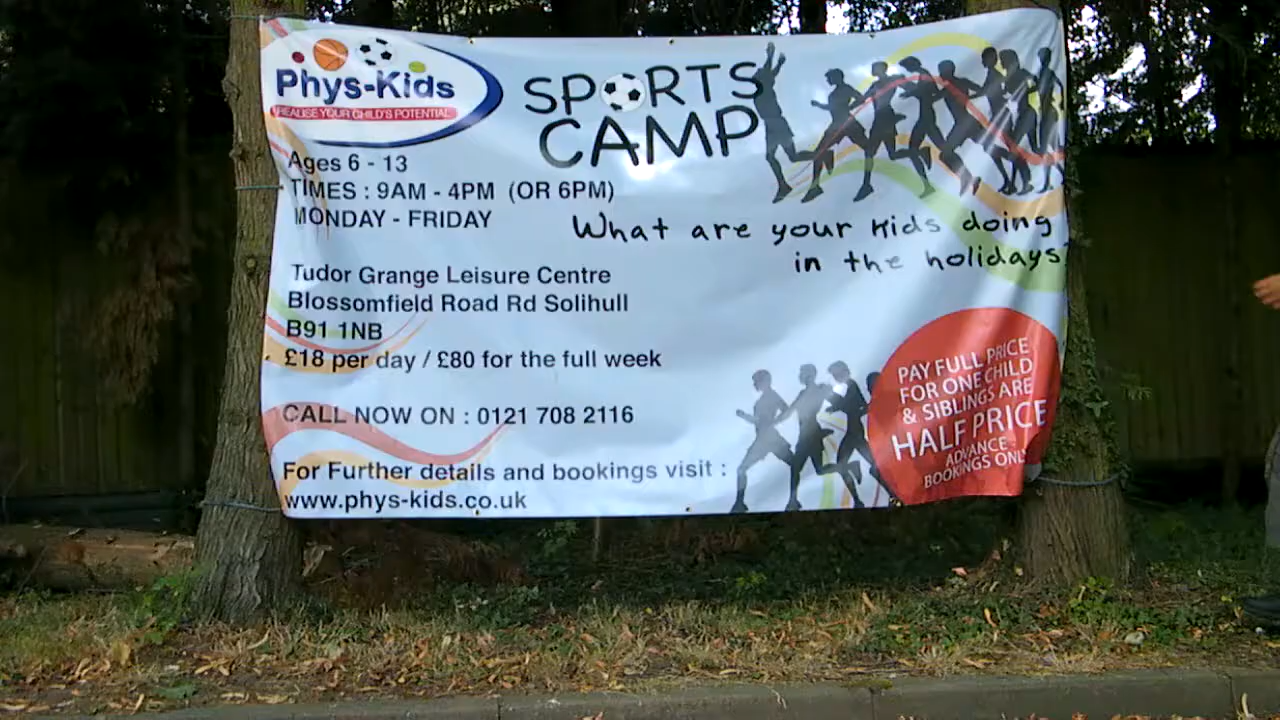 Phys-Kids
REALISE YOUR CHILD'S POTENTIAL
SPORTS
CAMP
Ages 6 - 13
TIMES : 9AM - 4PM (OR 6PM)
MONDAY - FRIDAY
What are your kids doing
in the holidays?
Tudor Grange Leisure Centre
Blossomfield Road Rd Solihull
B91 1NB
£18 per day / £80 for the full week
CALL NOW ON : 0121 708 2116
For Further details and bookings visit :
www.phys-kids.co.uk
PAY FULL PRICE
FOR ONE CHILD
& SIBLINGS ARE
HALF PRICE
ADVANCE
BOOKINGS ONLY